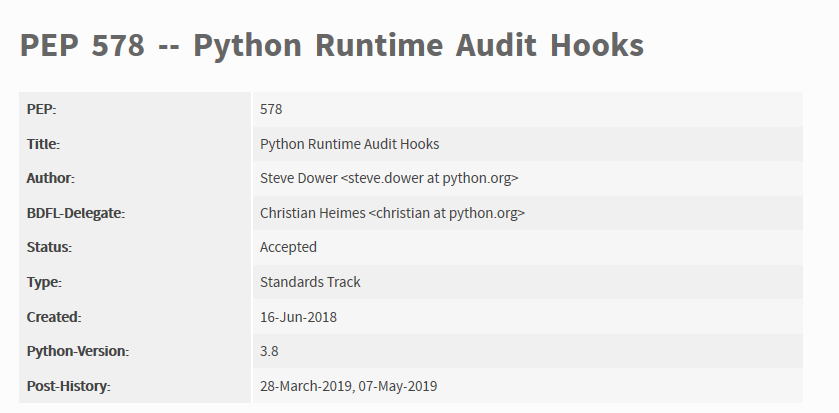 PEP 578 -- Python Runtime Audit Hooks
PEP: 578
Title: Python Runtime Audit Hooks
Author: Steve Dower <steve.dower at python.org>
BDFL-Delegate: Christian Heimes <christian at python.org>
Status: Accepted
Type: Standards Track
Created: 16-Jun-2018
Python-Version: 3.8
Post-History: 28-March-2019, 07-May-2019